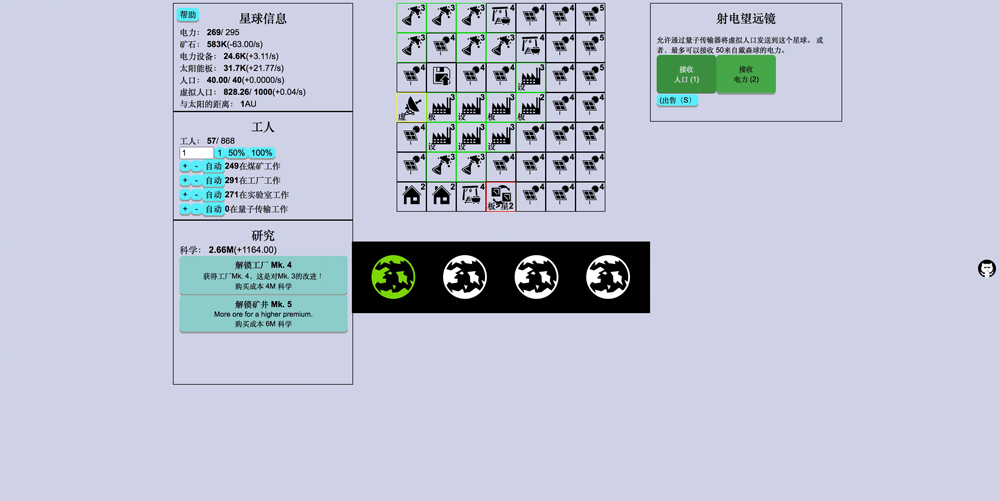 帮助
星球信息
电力： 269/ 295
矿石： 583K(-63.00/s)
电力设备： 24.6K(+3.11/s)
太阳能板： 31.7K(+21.77/s)
人口： 40.00/ 40(+0.0000/s)
虚拟人口： 828.26/ 1000(+0.04/s)
与太阳的距离： 1AU
工人
工人： 57/ 868
1 1 50% 100%
+ - 自动 249在煤矿工作
+ - 自动 291在工厂工作
+ - 自动 271在实验室工作
+ - 自动 0在量子传输工作
研究
科学： 2.66M(+1164.00)
解锁工厂 Mk. 4
获得工厂Mk. 4，这是对Mk. 3的改进！
购买成本 4M 科学
解锁矿井 Mk. 5
More ore for a higher premium.
购买成本 6M 科学
3 3 3 4 4 4 5
3 4 3 3 4 4 5
4 4 4 3 4 4 5
设
3 3 3 2 4 4 4
虚 板 设 板 板
4 3 3 3 4 4 4
设 设 设
4 3 3 4 4 4 4
2 2 4 2 4 4 4
板>星
射电望远镜
允许通过量子传输器将虚拟人口发送到这个星球。 或
者，最多可以接收 50来自戴森球的电力。
接收
人口 (1)
接收
电力 (2)
(出售（S）